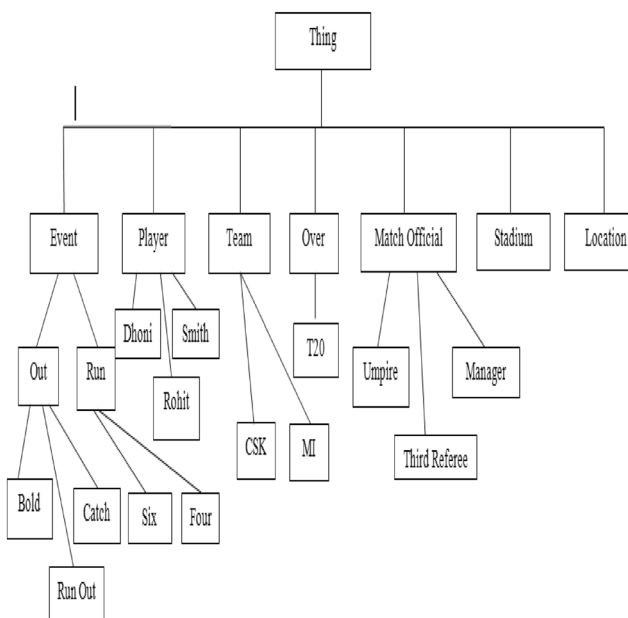 Thing
Event
Player
Team
Over
Match Official
Stadium
Location
Dhoni
Smith
Rohit
Out
Run
T20
Umpire
Manager
CSK
MI
Third Referee
Bold
Catch
Six
Four
Run Out